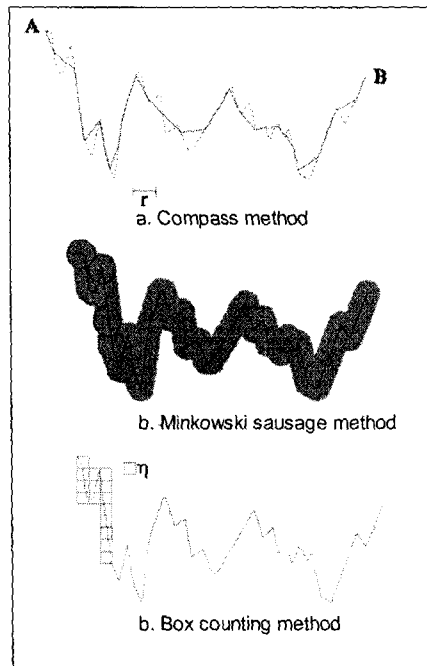 A
B
r
a. Compass method
b. Minkowski sausage method
η
b. Box counting method